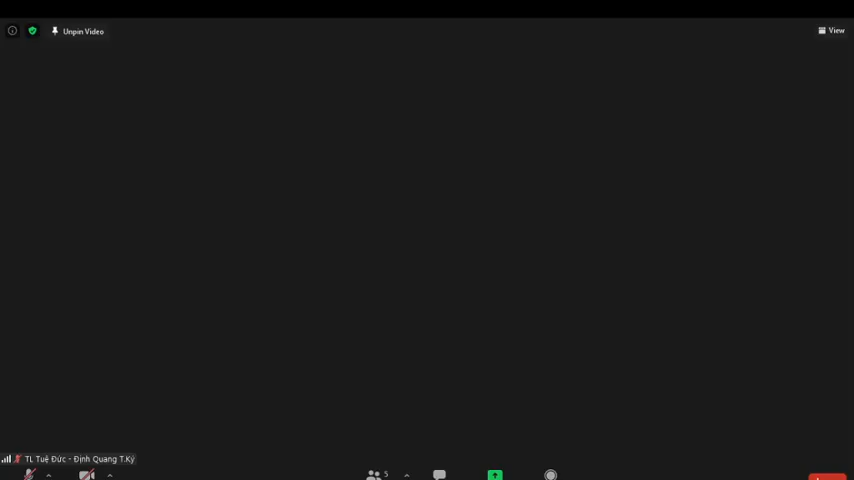 Unpin Video
View
TL Tuệ Đức - Định Quang T.Ký
5